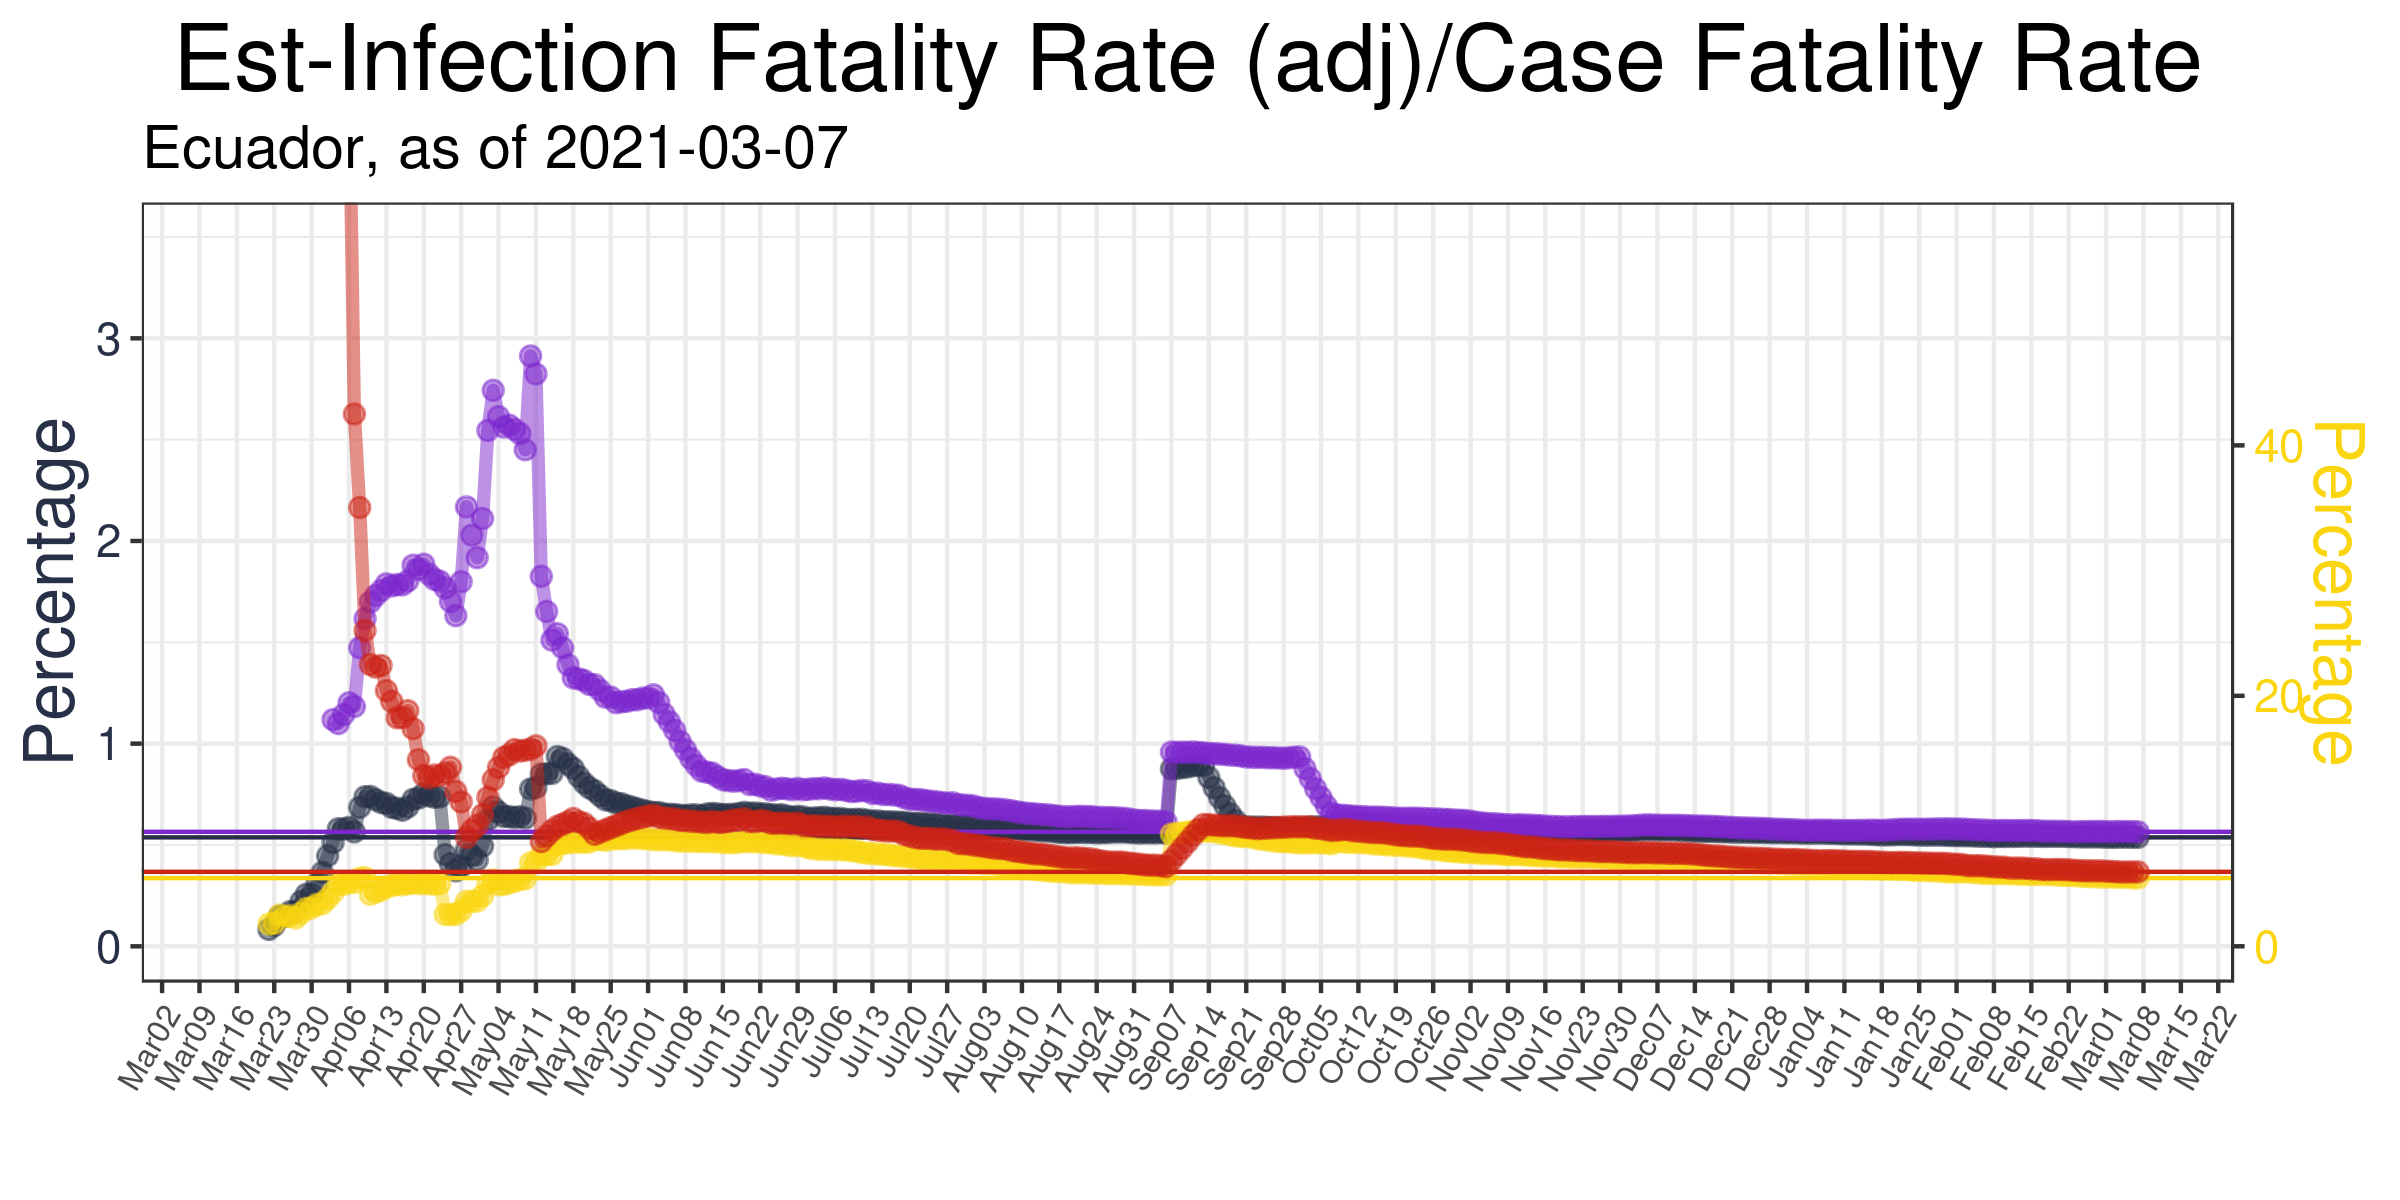 Est-Infection Fatality Rate (adj)/Case Fatality Rate
Ecuador, as of 2021-03-07
Percentage
3
2
1
0
40
20
0
Percentage
Mar02
Mar09
Mar16
Mar23
Mar30
Apr06
Apr13
Apr20
Apr27
May04
May11
May18
May25
Jun01
Jun08
Jun15
Jun22
Jun29
Jul06
Jul13
Jul20
Jul27
Aug03
Aug10
Aug17
Aug24
Aug31
Sep07
Sep14
Sep21
Sep28
Oct05
Oct12
Oct19
Oct26
Nov02
Nov09
Nov16
Nov23
Nov30
Dec07
Dec14
Dec21
Dec28
Jan04
Jan11
Jan18
Jan25
Feb01
Feb08
Feb15
Feb22
Mar01
Mar08
Mar15
Mar22